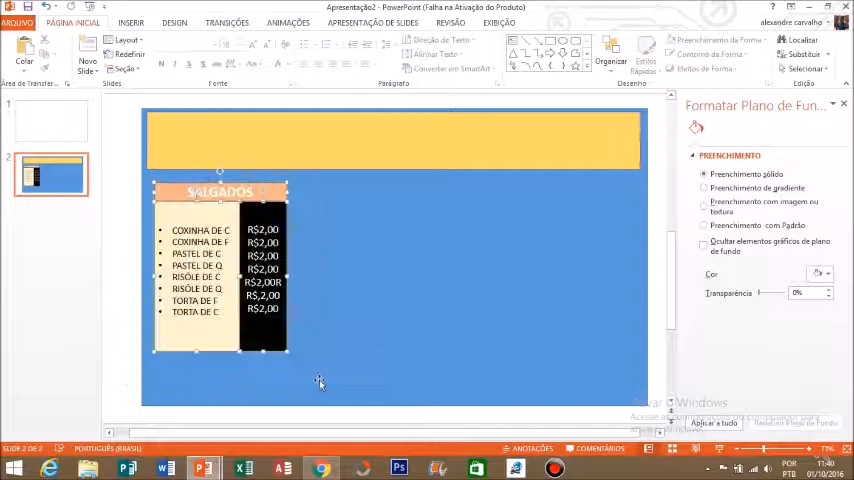 Apresentação2 - PowerPoint (Falha na Ativação do Produto)
ARQUIVO PÁGINA INICIAL INSERIR DESIGN TRANSIÇÕES ANIMAÇÕES APRESENTAÇÃO DE SLIDES REVISÃO EXIBIÇÃO alexandre carvalho
Colar
Novo
Slide
Layout
Redefinir
Seção
N I S S
Direção de Texto
Alinhar Texto
Converter em SmartArt
Organizar
Estilos
Rápidos
Preenchimento da Forma
Contorno da Forma
Efeitos de Forma
Localizar
Substituir
Selecionar
Área de Transfer... Slides Fonte Parágrafo Desenho Edição
1
2
SALGADOS
• COXINHA DE C R$2,00
• COXINHA DE F R$2,00
• PASTEL DE C R$2,00
• PASTEL DE Q R$2,00
• RISÓLE DE C R$2,00R
• RISÓLE DE Q R$,2,00
• TORTA DE F R$2,00
• TORTA DE C
Formatar Plano de Fun...
PREENCHIMENTO
Preenchimento sólido
Preenchimento de gradiente
Preenchimento com imagem ou
textura
Preenchimento com Padrão
Ocultar elementos gráficos de plano
de fundo
Cor
Transparência 0%
Aplicar a tudo Redefinir Plano de Fundo
SLIDE 2 DE 2 PORTUGUÊS (BRASIL) ANOTAÇÕES COMENTÁRIOS 73%
POR
PTB
11:40
01/10/2016